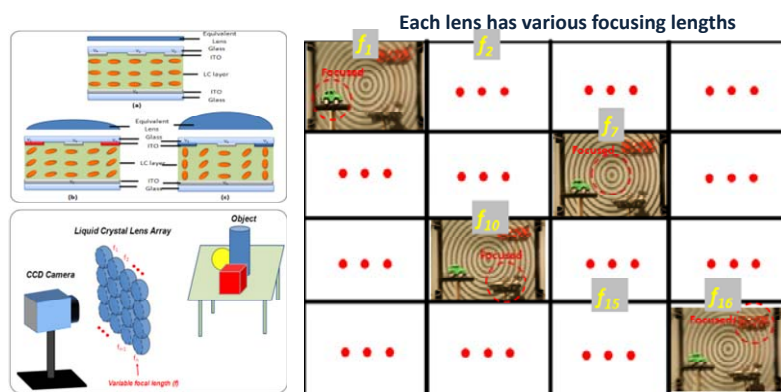 Each lens has various focusing lengths
Equivalent
Lens
Glass
ITO
LC layer
ITO
Glass
(a)
Equivalent
Lens
Glass
ITO
LC layer
ITO
Glass
(b)
(c)
Object
Liquid Crystal Lens Array
CCD Camera
Variable focal length (f)
f1
f2
Focused
f7
Focused
f10
Focused
f15
f16
Focused